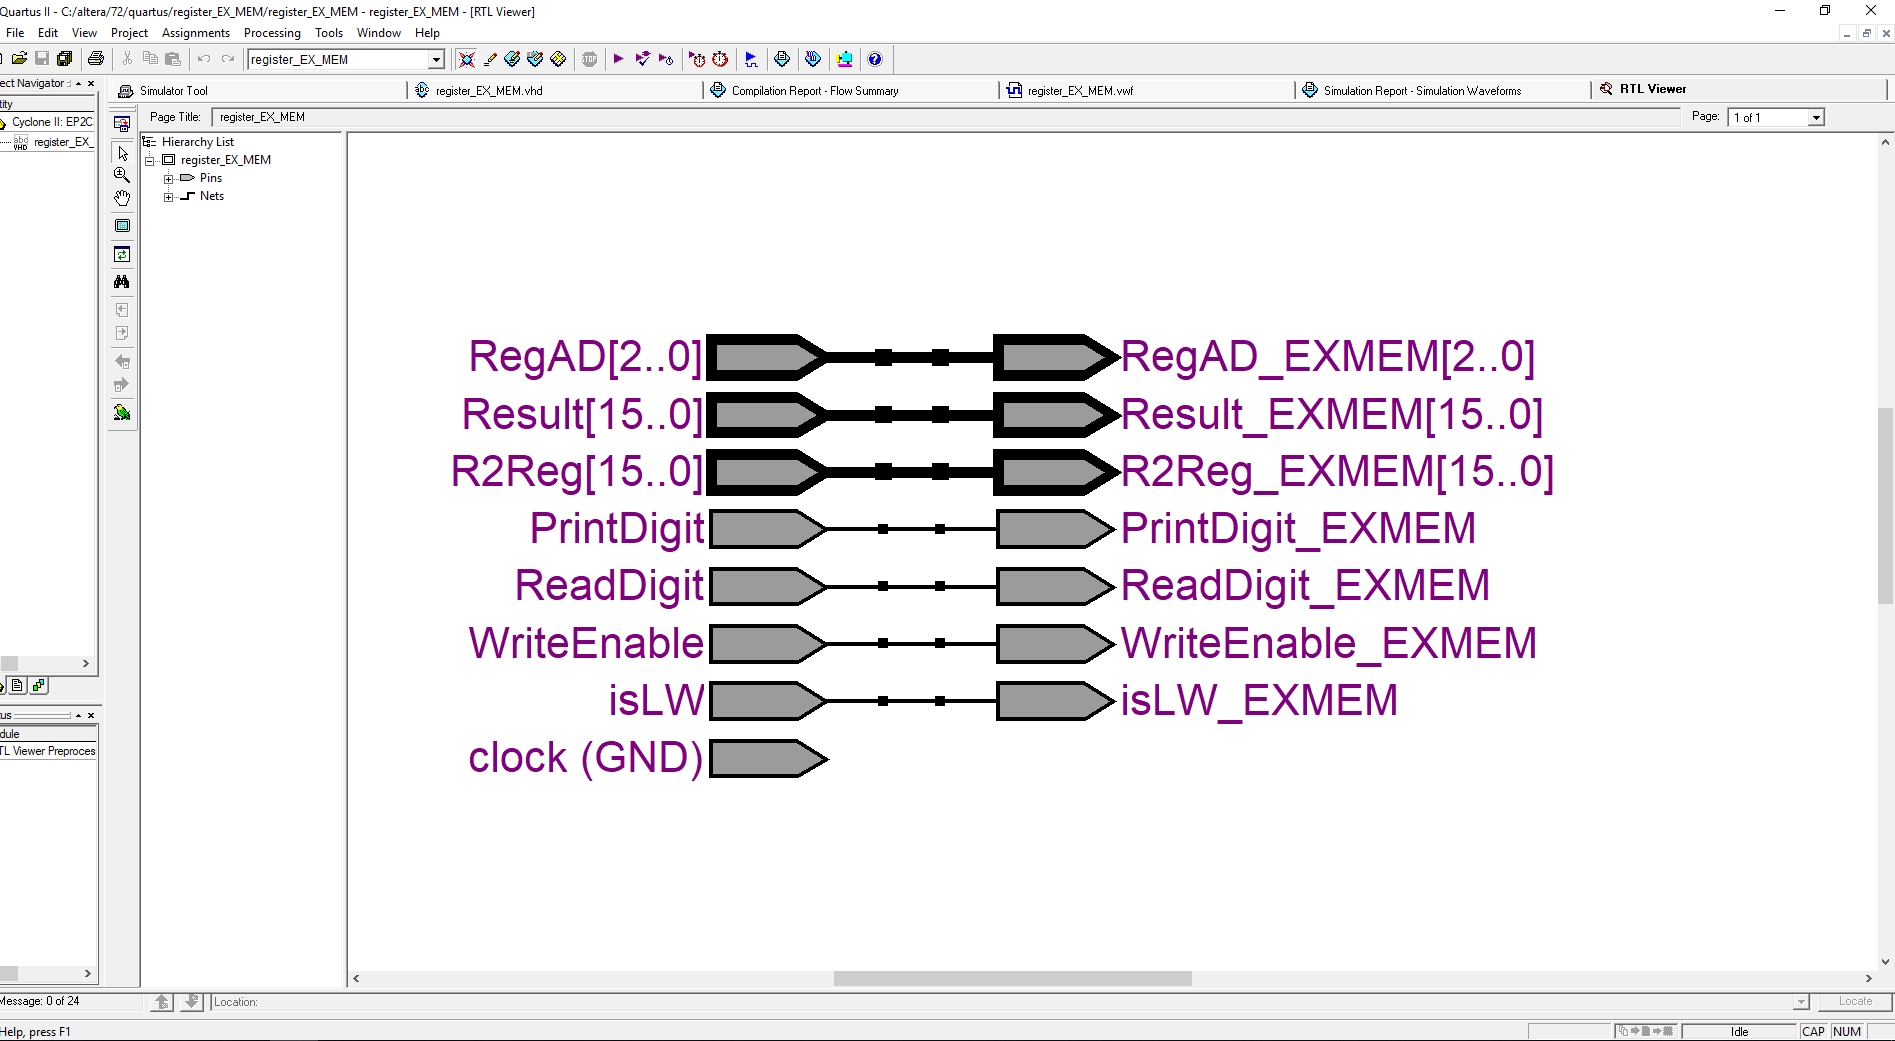 Quartus II - C:/altera/72/quartus/register_EX_MEM/register_EX_MEM - register_EX_MEM - [RTL Viewer]
File Edit View Project Assignments Processing Tools Window Help
register_EX_MEM
ect Navigator
Simulator Tool register_EX_MEM.vhd Compilation Report - Flow Summary register_EX_MEM.vwf Simulation Report - Simulation Waveforms RTL Viewer
tity
Page Title: register_EX_MEM Page: 1 of 1
Cyclone II: EP2C
register_EX_
Hierarchy List
register_EX_MEM
Pins
Nets
RegAD[2..0] RegAD_EXMEM[2..0]
Result[15..0] Result_EXMEM[15..0]
R2Reg[15..0] R2Reg_EXMEM[15..0]
PrintDigit PrintDigit_EXMEM
ReadDigit ReadDigit_EXMEM
WriteEnable WriteEnable_EXMEM
isLW isLW_EXMEM
clock (GND)
tus
dule
TL Viewer Preproces
Message: 0 of 24 Location: Locate
Help, press F1 Idle CAP NUM